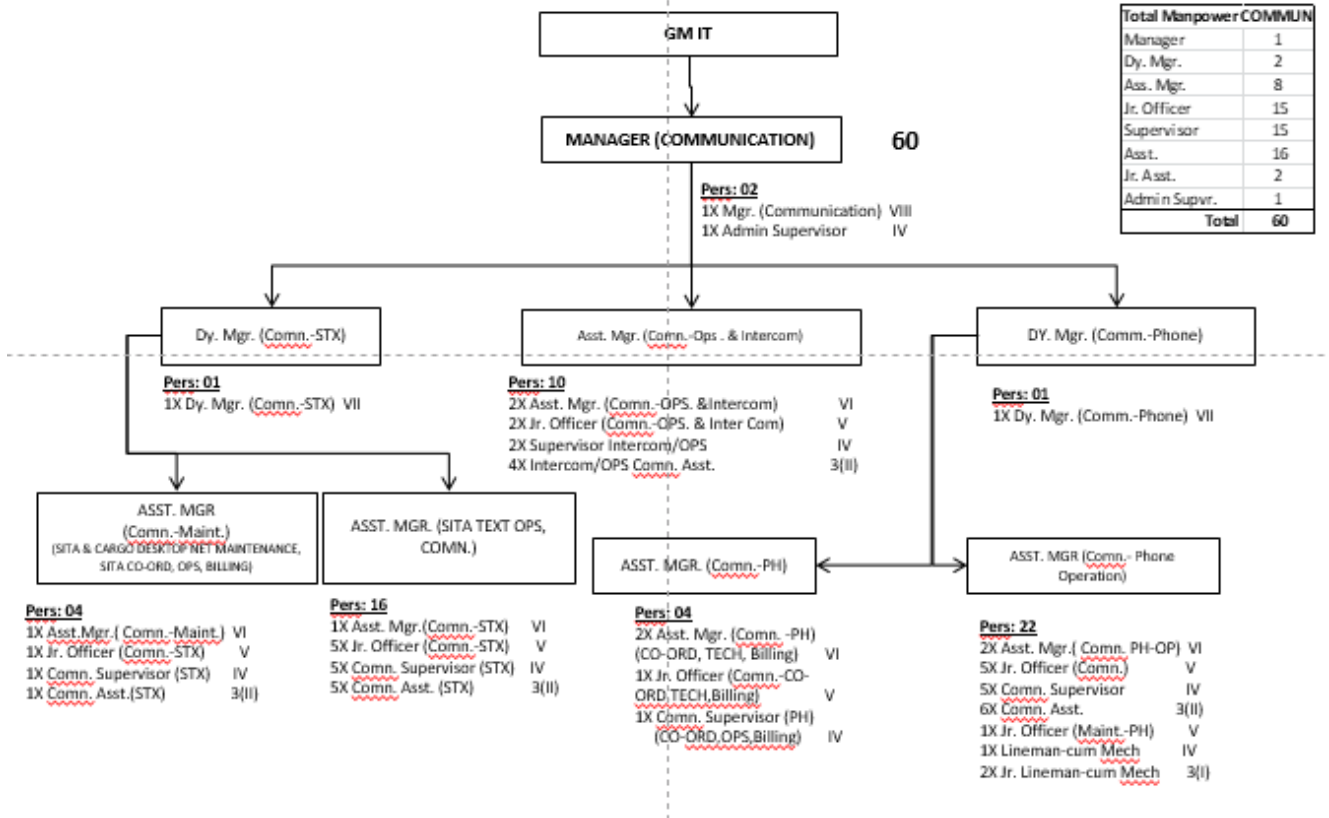 GM IT
MANAGER (COMMUNICATION)
60
Total Manpower COMMUN
Manager 1
Dy. Mgr. 2
Ass. Mgr. 8
Jr. Officer 15
Supervisor 15
Asst. 16
Jr. Asst. 2
Admin Supvr. 1
Total 60
Pers: 02
1X Mgr. (Communication) VIII
1X Admin Supervisor IV
Dy. Mgr. (Comn.-STX)
Pers: 01
1X Dy. Mgr. (Comn.-STX) VII
Asst. Mgr. (Comn.-Ops . & Intercom)
Pers: 10
2X Asst. Mgr. (Comn.-OPS. &Intercom) VI
2X Jr. Officer (Comn.-OPS. & Inter Com) V
2X Supervisor Intercom/OPS IV
4X Intercom/OPS Comn. Asst. 3(II)
DY. Mgr. (Comm.-Phone)
Pers: 01
1X Dy. Mgr. (Comm.-Phone) VII
ASST. MGR
(Comn.-Maint.)
(SITA & CARGO DESKTOP NET MAINTENANCE,
SITA CO-ORD, OPS, BILLING)
Pers: 04
1X Asst.Mgr.( Comn.-Maint.) VI
1X Jr. Officer (Comn.-STX) V
1X Comn. Supervisor (STX) IV
1X Comn. Asst.(STX) 3(II)
ASST. MGR. (SITA TEXT OPS,
COMN.)
Pers: 16
1X Asst. Mgr.(Comn.-STX) VI
5X Jr. Officer (Comn.-STX) V
5X Comn. Supervisor (STX) IV
5X Comn. Asst. (STX) 3(II)
ASST. MGR. (Comn.-PH)
Pers: 04
2X Asst. Mgr. (Comn. -PH)
(CO-ORD, TECH, Billing) VI
1X Jr. Officer (Comn.-CO-
ORD,TECH,Billing) V
1X Comn. Supervisor (PH)
(CO-ORD,OPS,Billing) IV
ASST. MGR (Comn.- Phone
Operation)
Pers: 22
2X Asst. Mgr.( Comn. PH-OP) VI
5X Jr. Officer (Comn.) V
5X Comn. Supervisor IV
6X Comn. Asst. 3(II)
1X Jr. Officer (Maint.-PH) V
1X Lineman-cum Mech IV
2X Jr. Lineman-cum Mech 3(I)